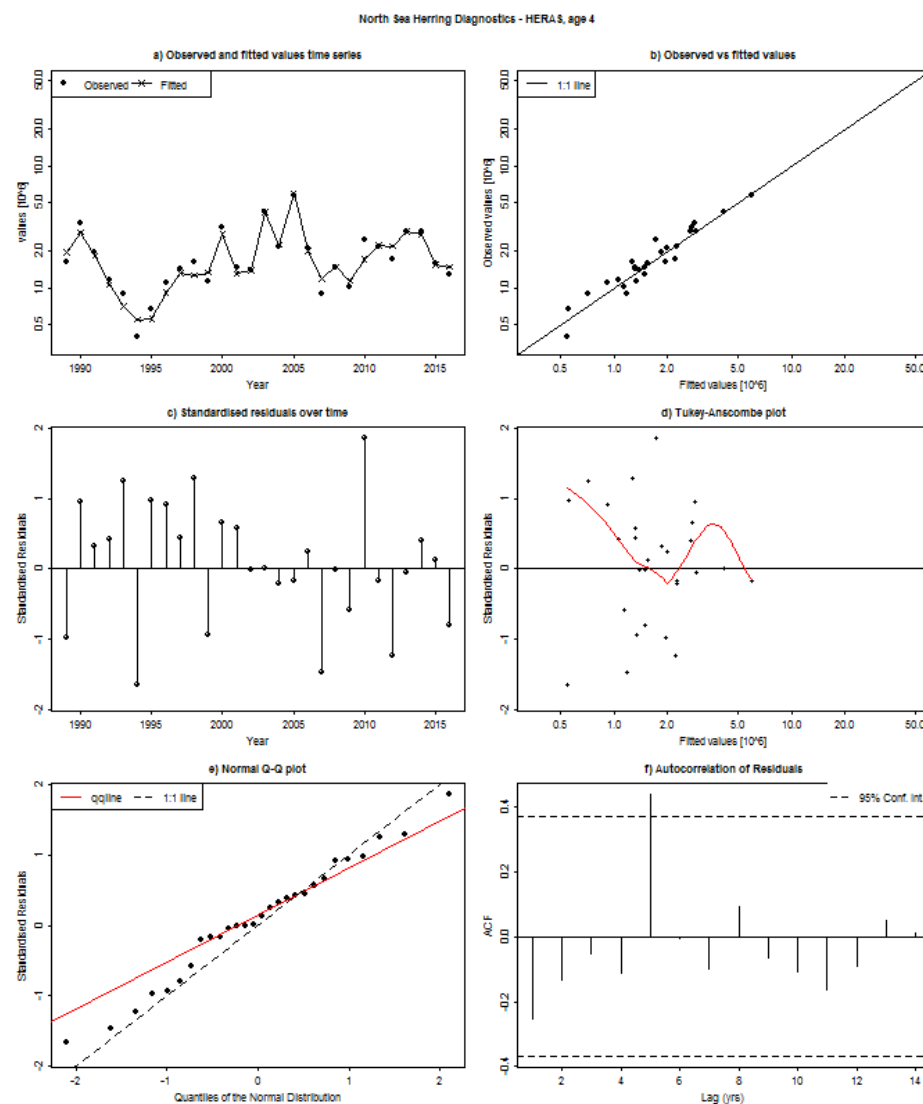 North Sea Herring Diagnostics - HERAS, age 4
a) Observed and fitted values time series
Observed Fitted
values [10^6]
50.0
20.0
10.0
5.0
2.0
1.0
0.5
1990 1995 2000 2005 2010 2015
Year
b) Observed vs fitted values
1:1 line
Observed values [10^6]
50.0
20.0
10.0
5.0
2.0
1.0
0.5
0.5 1.0 2.0 5.0 10.0 20.0 50.0
Fitted values [10^6]
c) Standardised residuals over time
Standardised Residuals
2
1
0
-1
-2
1990 1995 2000 2005 2010 2015
Year
d) Tukey-Anscombe plot
Standardised Residuals
2
1
0
-1
-2
0.5 1.0 2.0 5.0 10.0 20.0 50.0
Fitted values [10^6]
e) Normal Q-Q plot
qqline 1:1 line
Standardised Residuals
2
1
0
-1
-2
-2 -1 0 1 2
Quantiles of the Normal Distribution
f) Autocorrelation of Residuals
95% Conf. Int
ACF
0.4
0.2
0.0
-0.2
-0.4
2 4 6 8 10 12 14
Lag (yrs)